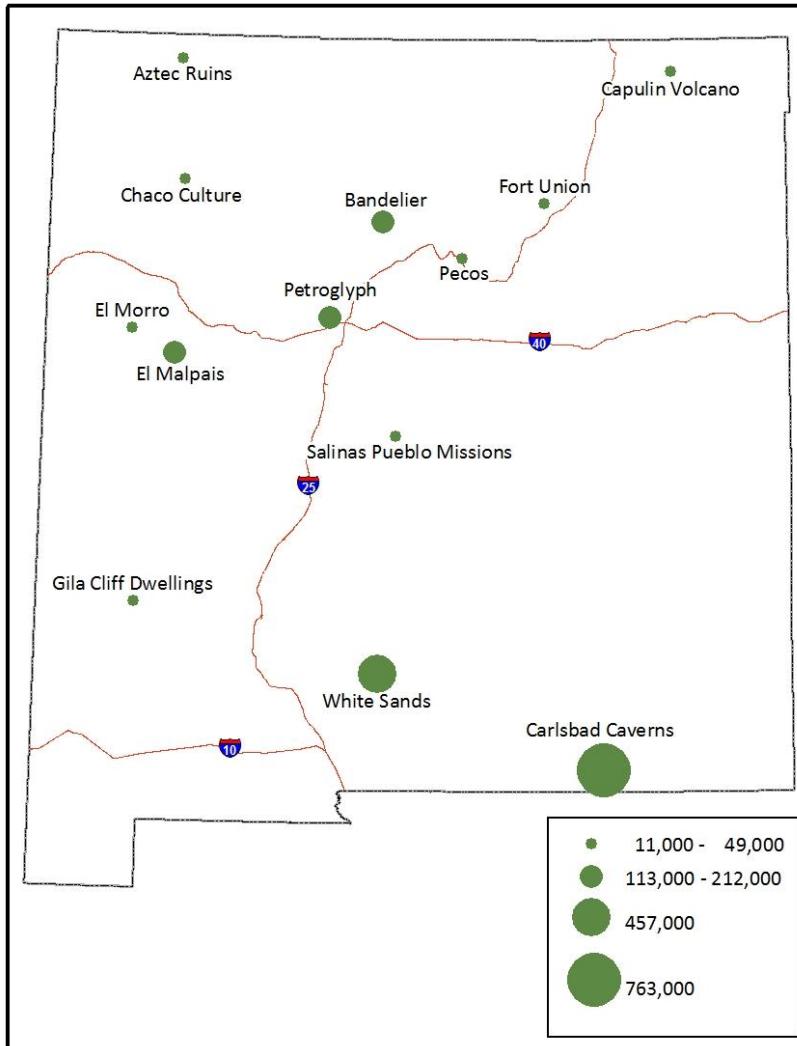 Aztec Ruins
Capulin Volcano
Chaco Culture
Bandelier
Fort Union
Pecos
Petroglyph
El Morro
40
El Malpais
Salinas Pueblo Missions
25
Gila Cliff Dwellings
White Sands
Carlsbad Caverns
10
11,000 - 49,000
113,000 - 212,000
457,000
763,000